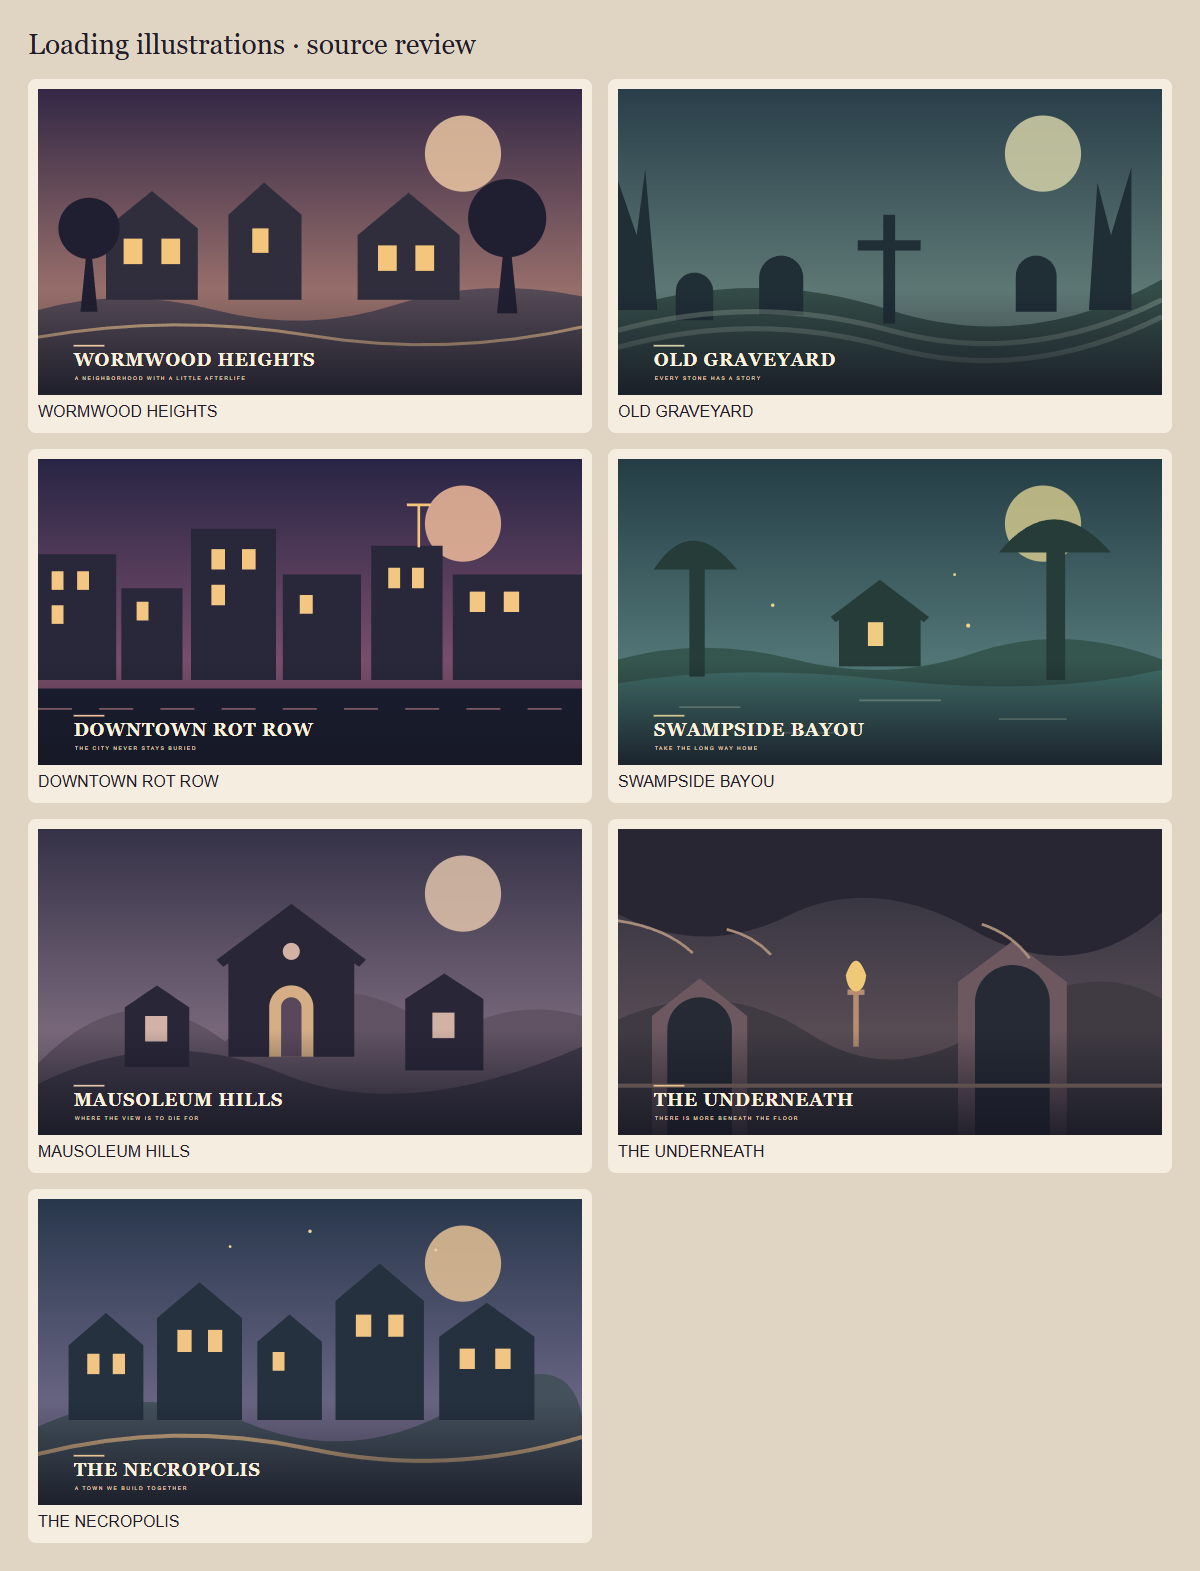 Loading illustrations · source review
WORMWOOD HEIGHTS
A NEIGHBORHOOD WITH A LITTLE AFTERLIFE
WORMWOOD HEIGHTS
OLD GRAVEYARD
EVERY STONE HAS A STORY
OLD GRAVEYARD
DOWNTOWN ROT ROW
THE CITY NEVER STAYS BURIED
DOWNTOWN ROT ROW
SWAMPSIDE BAYOU
TAKE THE LONG WAY HOME
SWAMPSIDE BAYOU
MAUSOLEUM HILLS
WHERE THE VIEW IS TO DIE FOR
MAUSOLEUM HILLS
THE UNDERNEATH
THERE IS MORE BENEATH THE FLOOR
THE UNDERNEATH
THE NECROPOLIS
A TOWN WE BUILD TOGETHER
THE NECROPOLIS